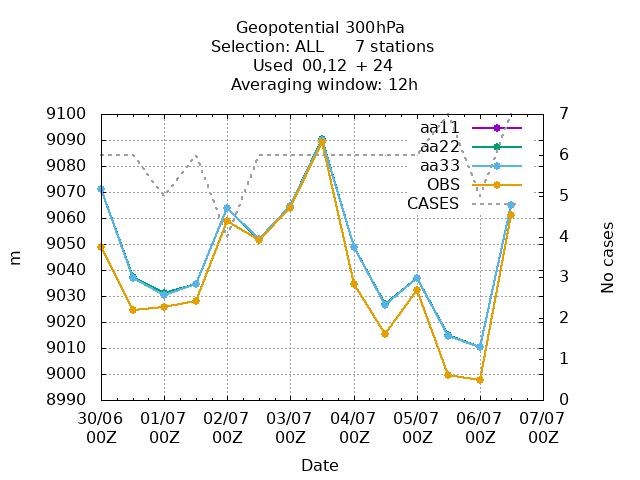 Geopotential 300hPa
Selection: ALL 7 stations
Used 00,12 + 24
Averaging window: 12h
9100
9090
9080
9070
9060
9050
9040
9030
9020
9010
9000
8990
m
7
6
5
4
3
2
1
0
No cases
aa11
aa22
aa33
OBS
CASES
30/06 01/07 02/07 03/07 04/07 05/07 06/07 07/07
00Z 00Z 00Z 00Z 00Z 00Z 00Z 00Z
Date